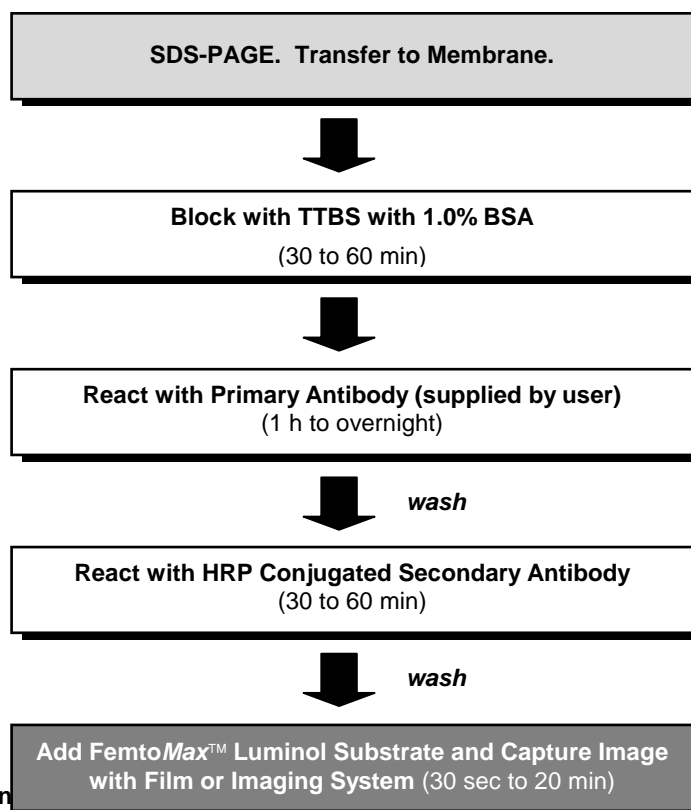 SDS-PAGE. Transfer to Membrane.
Block with TTBS with 1.0% BSA
(30 to 60 min)
React with Primary Antibody (supplied by user)
(1 h to overnight)
wash
React with HRP Conjugated Secondary Antibody
(30 to 60 min)
wash
Add FemtoMax™ Luminol Substrate and Capture Image
with Film or Imaging System (30 sec to 20 min)
n